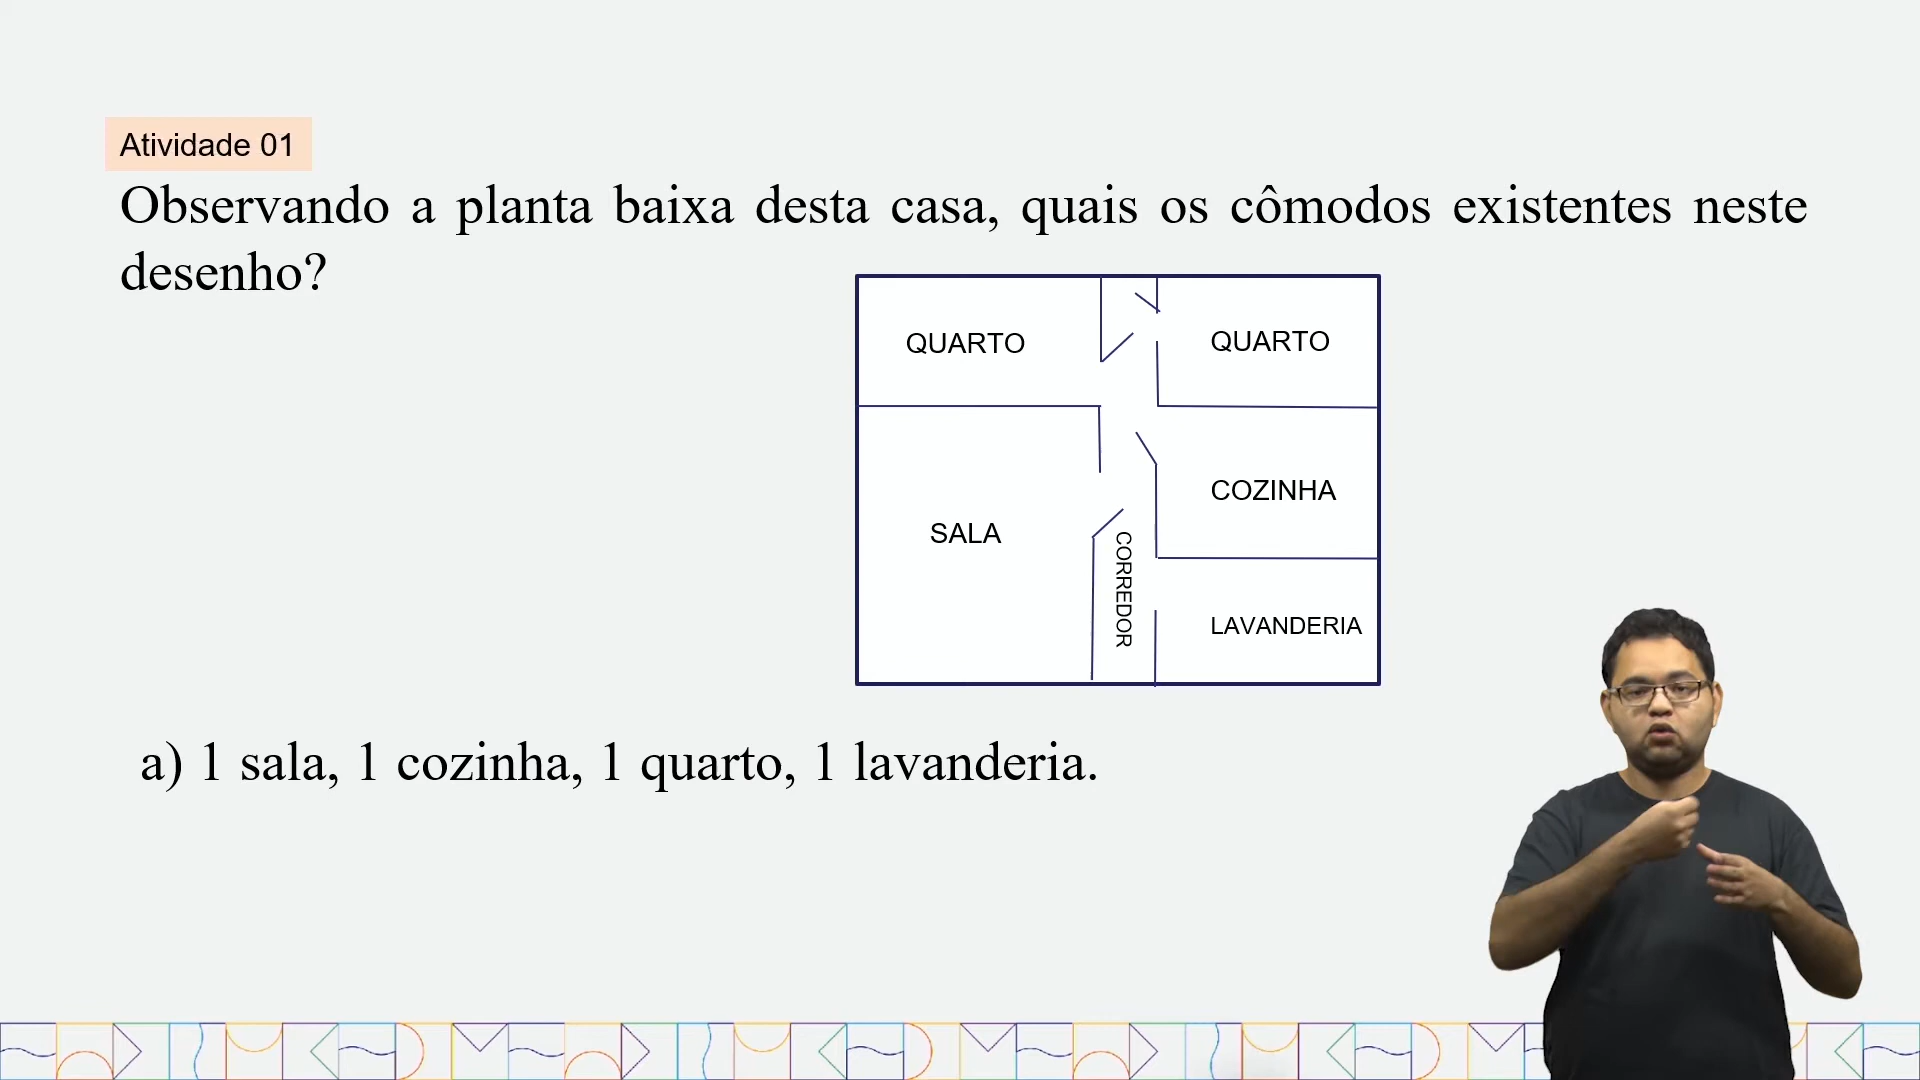 Atividade 01
Observando a planta baixa desta casa, quais os cômodos existentes neste
desenho?
QUARTO
QUARTO
COZINHA
SALA
CORREDOR
LAVANDERIA
a) 1 sala, 1 cozinha, 1 quarto, 1 lavanderia.